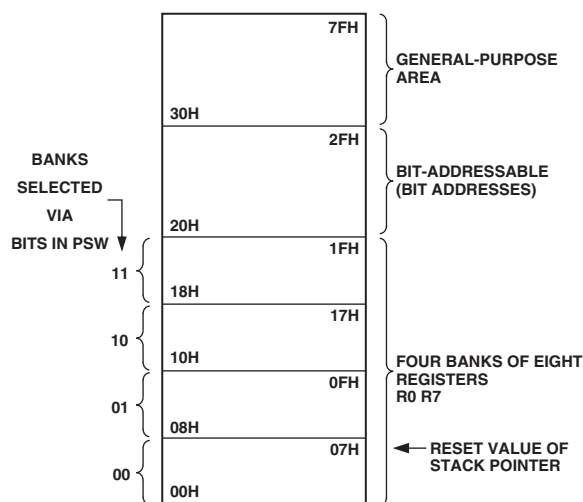 7FH
GENERAL-PURPOSE
AREA
30H
2FH
BANKS
SELECTED
VIA
BITS IN PSW
BIT-ADDRESSABLE
(BIT ADDRESSES)
20H
1FH
11
18H
17H
10
10H
FOUR BANKS OF EIGHT
REGISTERS
R0 R7
0FH
01
08H
07H
RESET VALUE OF
STACK POINTER
00
00H